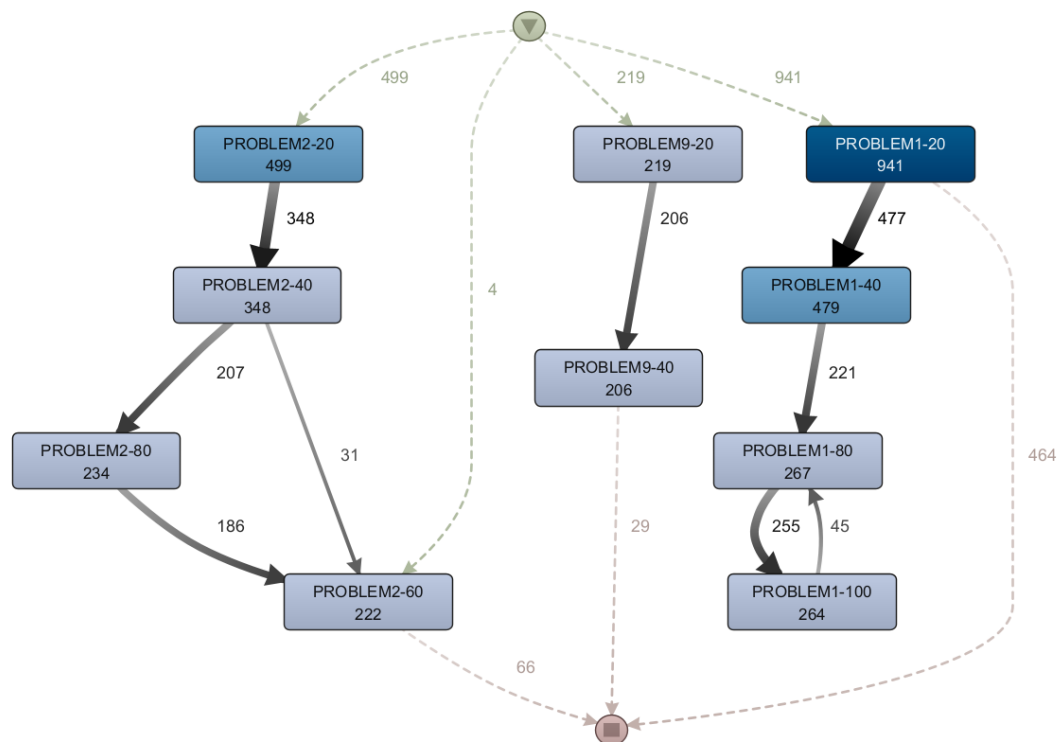 499
219
941
PROBLEM2-20
499
PROBLEM9-20
219
PROBLEM1-20
941
348
206
477
4
PROBLEM2-40
348
PROBLEM1-40
479
PROBLEM9-40
206
207
221
31
PROBLEM2-80
234
PROBLEM1-80
267
464
186
29
255
45
PROBLEM2-60
222
PROBLEM1-100
264
66